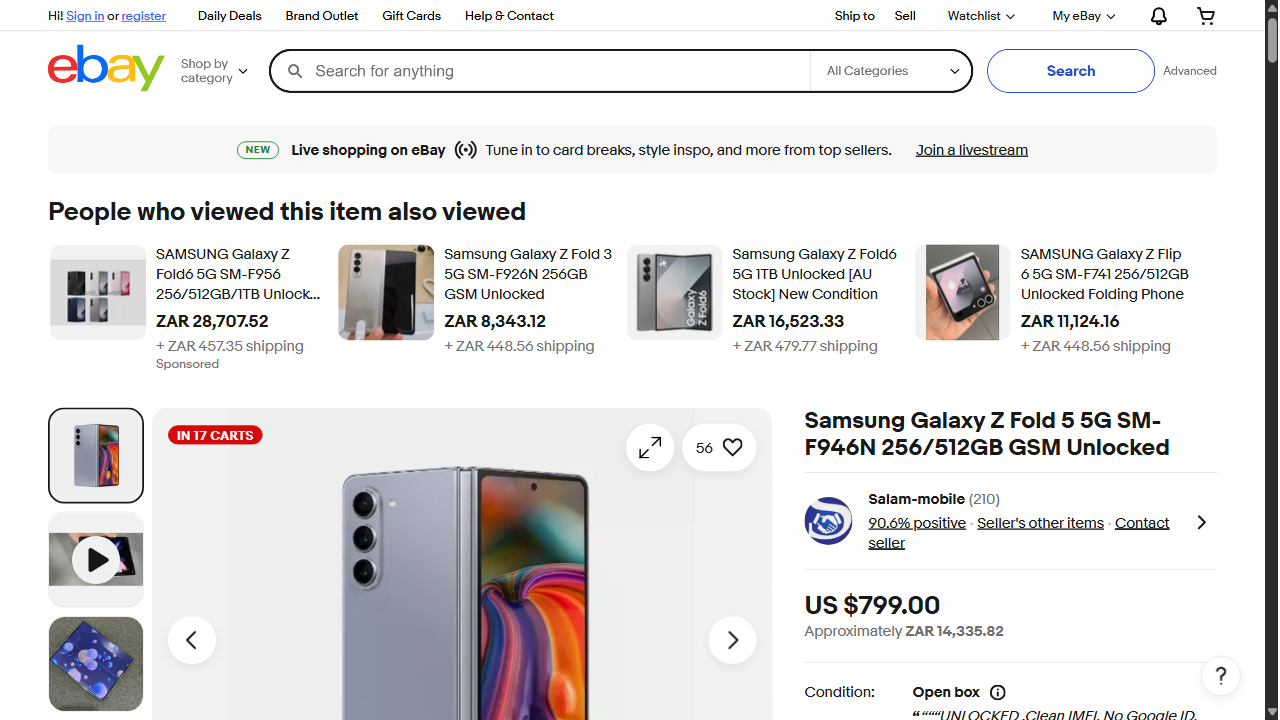 Hi! Sign in or register
Daily Deals
Brand Outlet
Gift Cards
Help & Contact
Ship to
Sell
Watchlist
My eBay
ebay
Shop by
category
Search for anything
All Categories
Search
Advanced
NEW
Live shopping on eBay
Tune in to card breaks, style inspo, and more from top sellers.
Join a livestream
People who viewed this item also viewed
SAMSUNG Galaxy Z
Fold6 5G SM-F956
256/512GB/1TB Unlock...
ZAR 28,707.52
+ ZAR 457.35 shipping
Sponsored
Samsung Galaxy Z Fold 3
5G SM-F926N 256GB
GSM Unlocked
ZAR 8,343.12
+ ZAR 448.56 shipping
Galaxy
Z Fold6
Samsung Galaxy Z Fold6
5G 1TB Unlocked [AU
Stock] New Condition
ZAR 16,523.33
+ ZAR 479.77 shipping
SAMSUNG Galaxy Z Flip
6 5G SM-F741 256/512GB
Unlocked Folding Phone
ZAR 11,124.16
+ ZAR 448.56 shipping
IN 17 CARTS
56
Samsung Galaxy Z Fold 5 5G SM-
F946N 256/512GB GSM Unlocked
Salam-mobile (210)
90.6% positive · Seller's other items · Contact
seller
US $799.00
Approximately ZAR 14,335.82
?
Condition:
Open box
“““““UNLOCKED ,Clean IMEI, No Google ID,